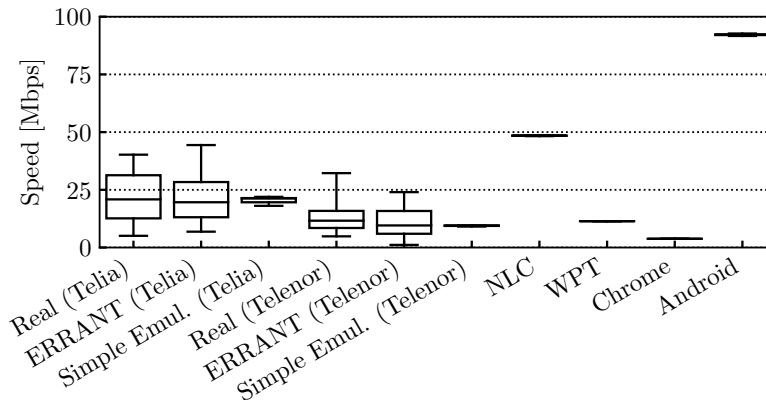 Speed [Mbps]
100
75
50
25
0
Real (Telia)
ERRANT (Telia)
Simple Emul. (Telia)
Real (Telenor)
ERRANT (Telenor)
Simple Emul. (Telenor)
NLC
WPT
Chrome
Android